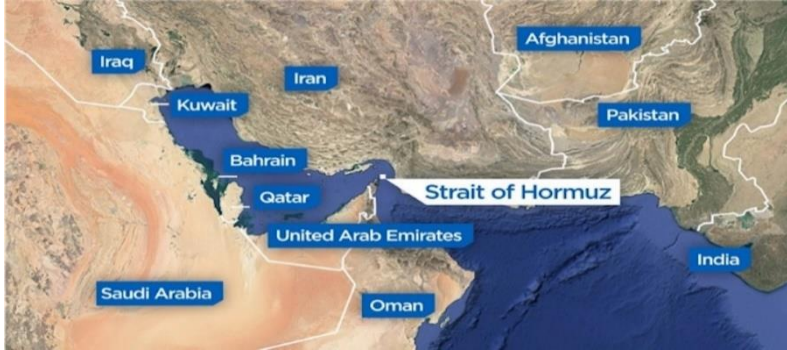 Afghanistan
Iraq
Iran
Kuwait
Pakistan
Bahrain
Strait of Hormuz
Qatar
United Arab Emirates
India
Saudi Arabia
Oman